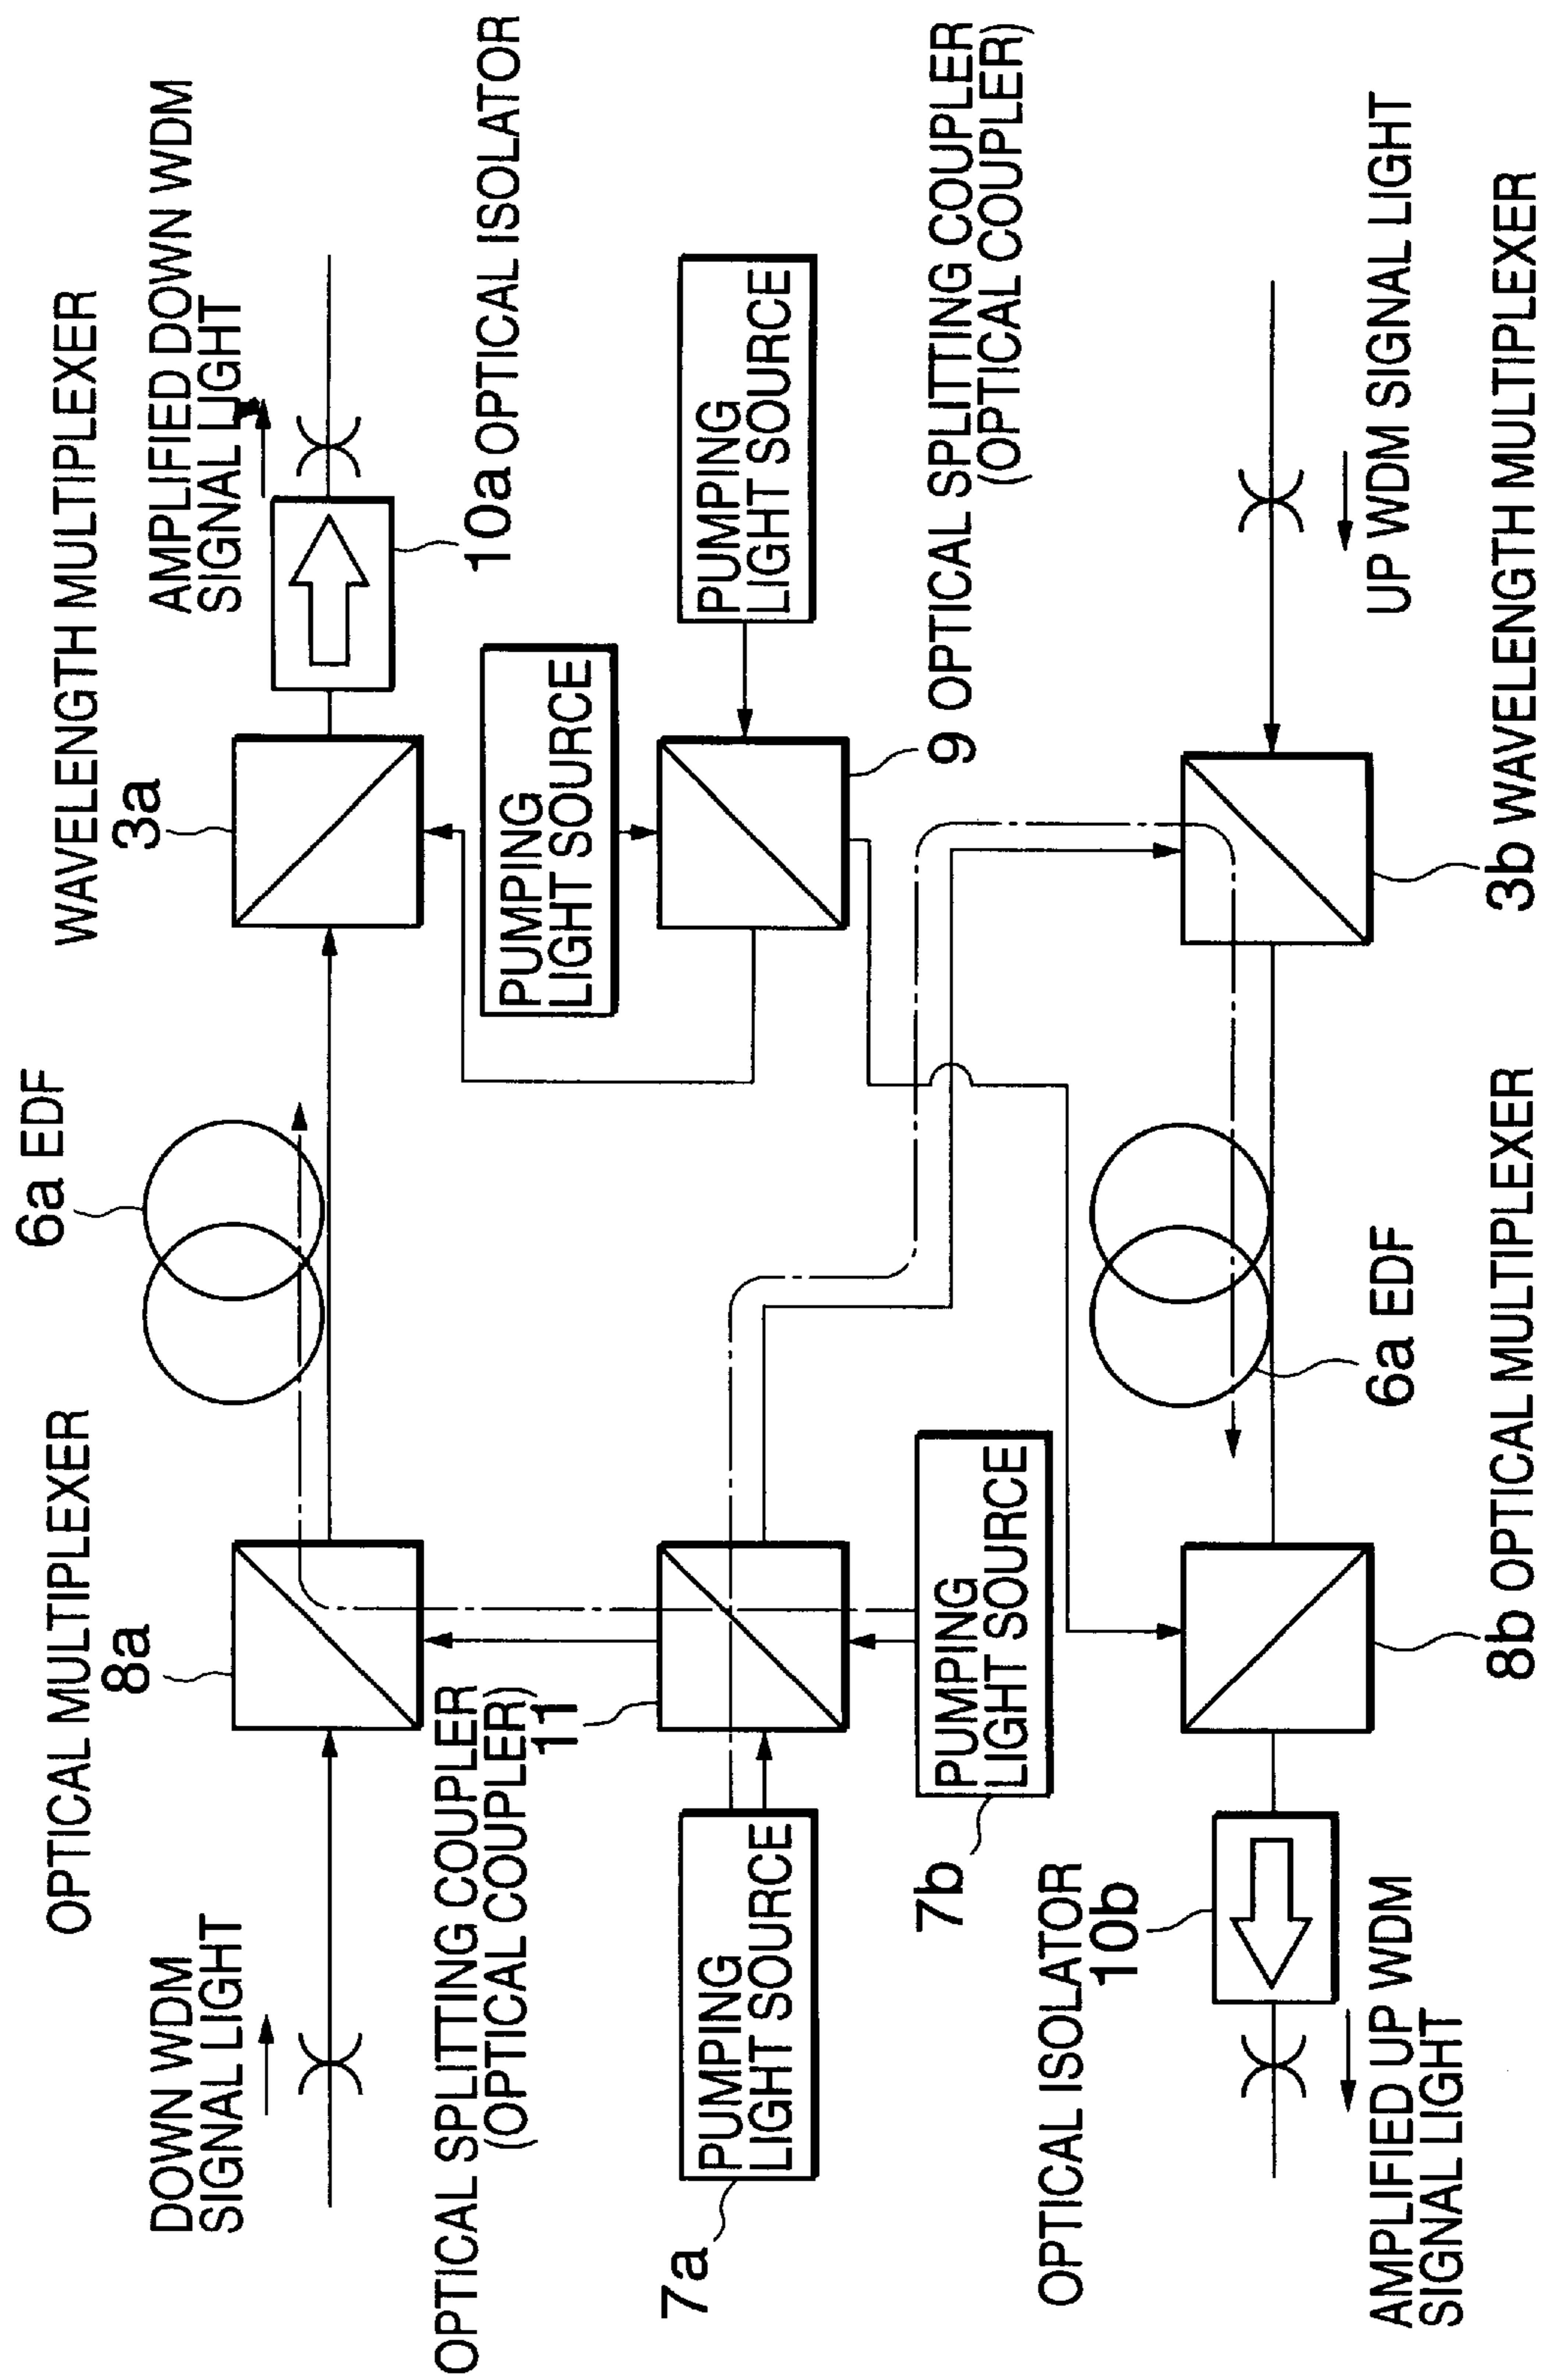 OPTICAL MULTIPLEXER
8a
6a EDF
WAVELENGTH MULTIPLEXER
3a
DOWN WDM
SIGNAL LIGHT
AMPLIFIED DOWN WDM
SIGNAL LIGHT
10a OPTICAL ISOLATOR
OPTICAL SPLITTING COUPLER
(OPTICAL COUPLER)
11
PUMPING
LIGHT SOURCE
PUMPING
LIGHT SOURCE
7a
PUMPING
LIGHT SOURCE
PUMPING
LIGHT SOURCE
7b
9 OPTICAL SPLITTING COUPLER
(OPTICAL COUPLER)
OPTICAL ISOLATOR
10b
6a EDF
UP WDM SIGNAL LIGHT
AMPLIFIED UP WDM
SIGNAL LIGHT
8b OPTICAL MULTIPLEXER
3b WAVELENGTH MULTIPLEXER